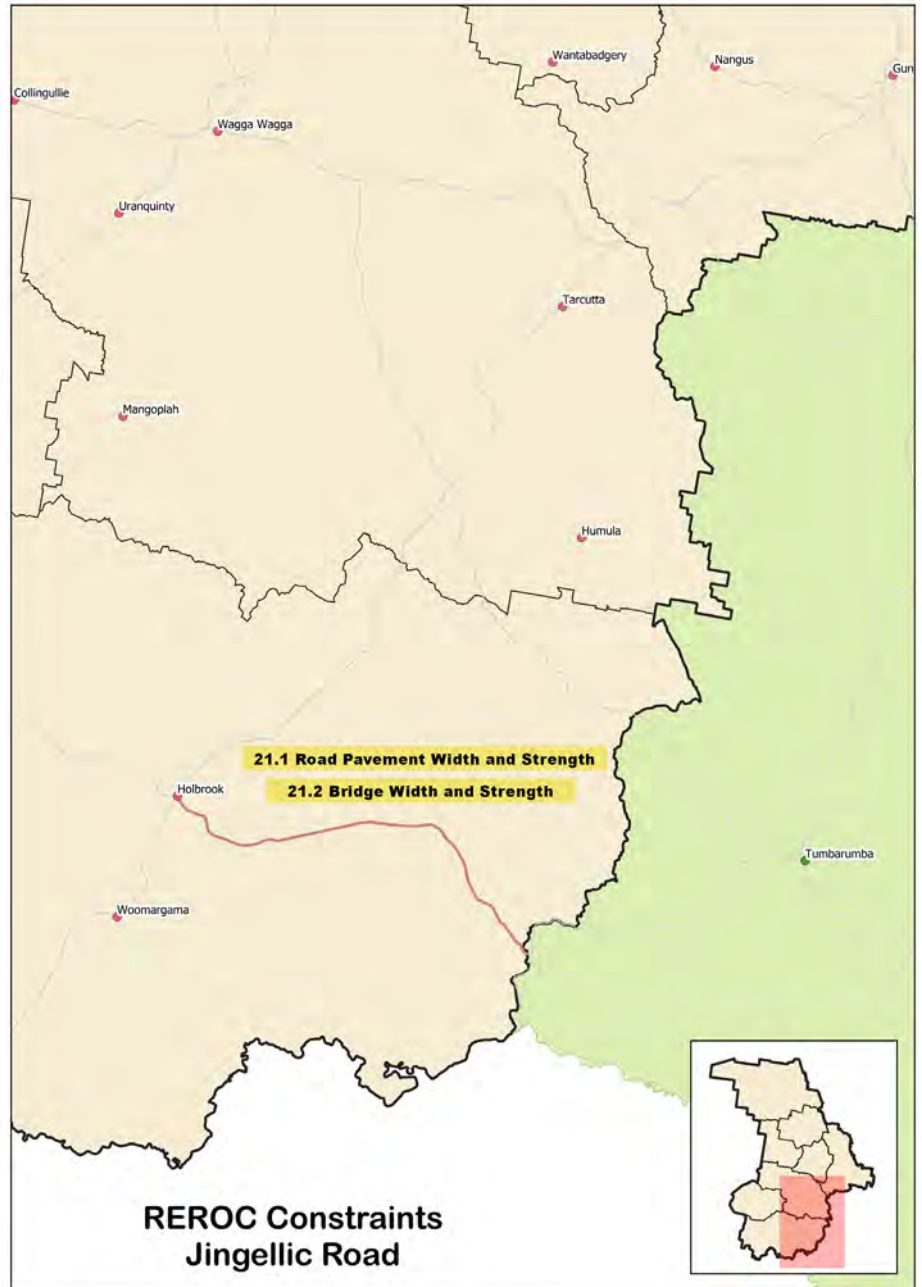 Wantabadgery
Nangus
Gun
Collingullie
Wagga Wagga
Uranquinty
Tarcutta
Mangoplah
Humula
21.1 Road Pavement Width and Strength
21.2 Bridge Width and Strength
Holbrook
Tumbarumba
Woomargama
REROC Constraints
Jingellic Road